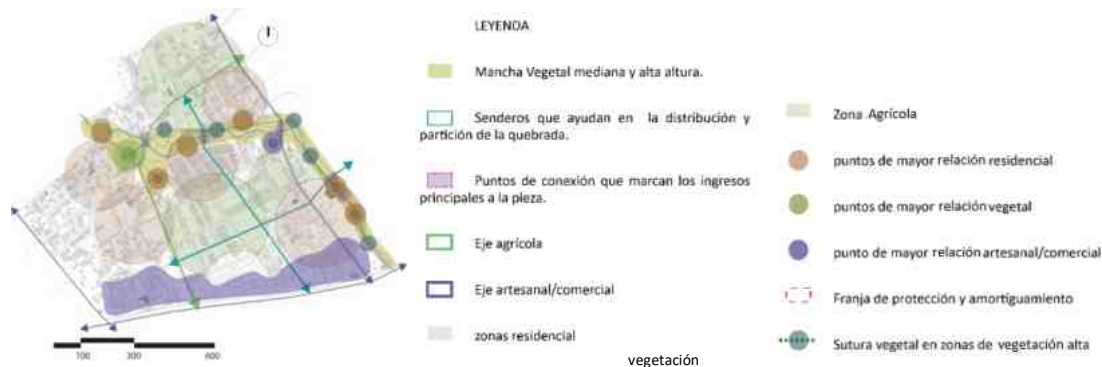 LEYENDA
Mancha Vegetal mediana y alta altura.
Senderos que ayudan en la distribución y
partición de la quebrada.
Puntos de conexión que marcan los ingresos
principales a la pieza.
Eje agrícola
Eje artesanal/comercial
zonas residencial
Zona Agrícola
puntos de mayor relación residencial
puntos de mayor relación vegetal
punto de mayor relación artesanal/comercial
Franja de protección y amortiguamiento
Sutura vegetal en zonas de vegetación alta
vegetación
100 300 600